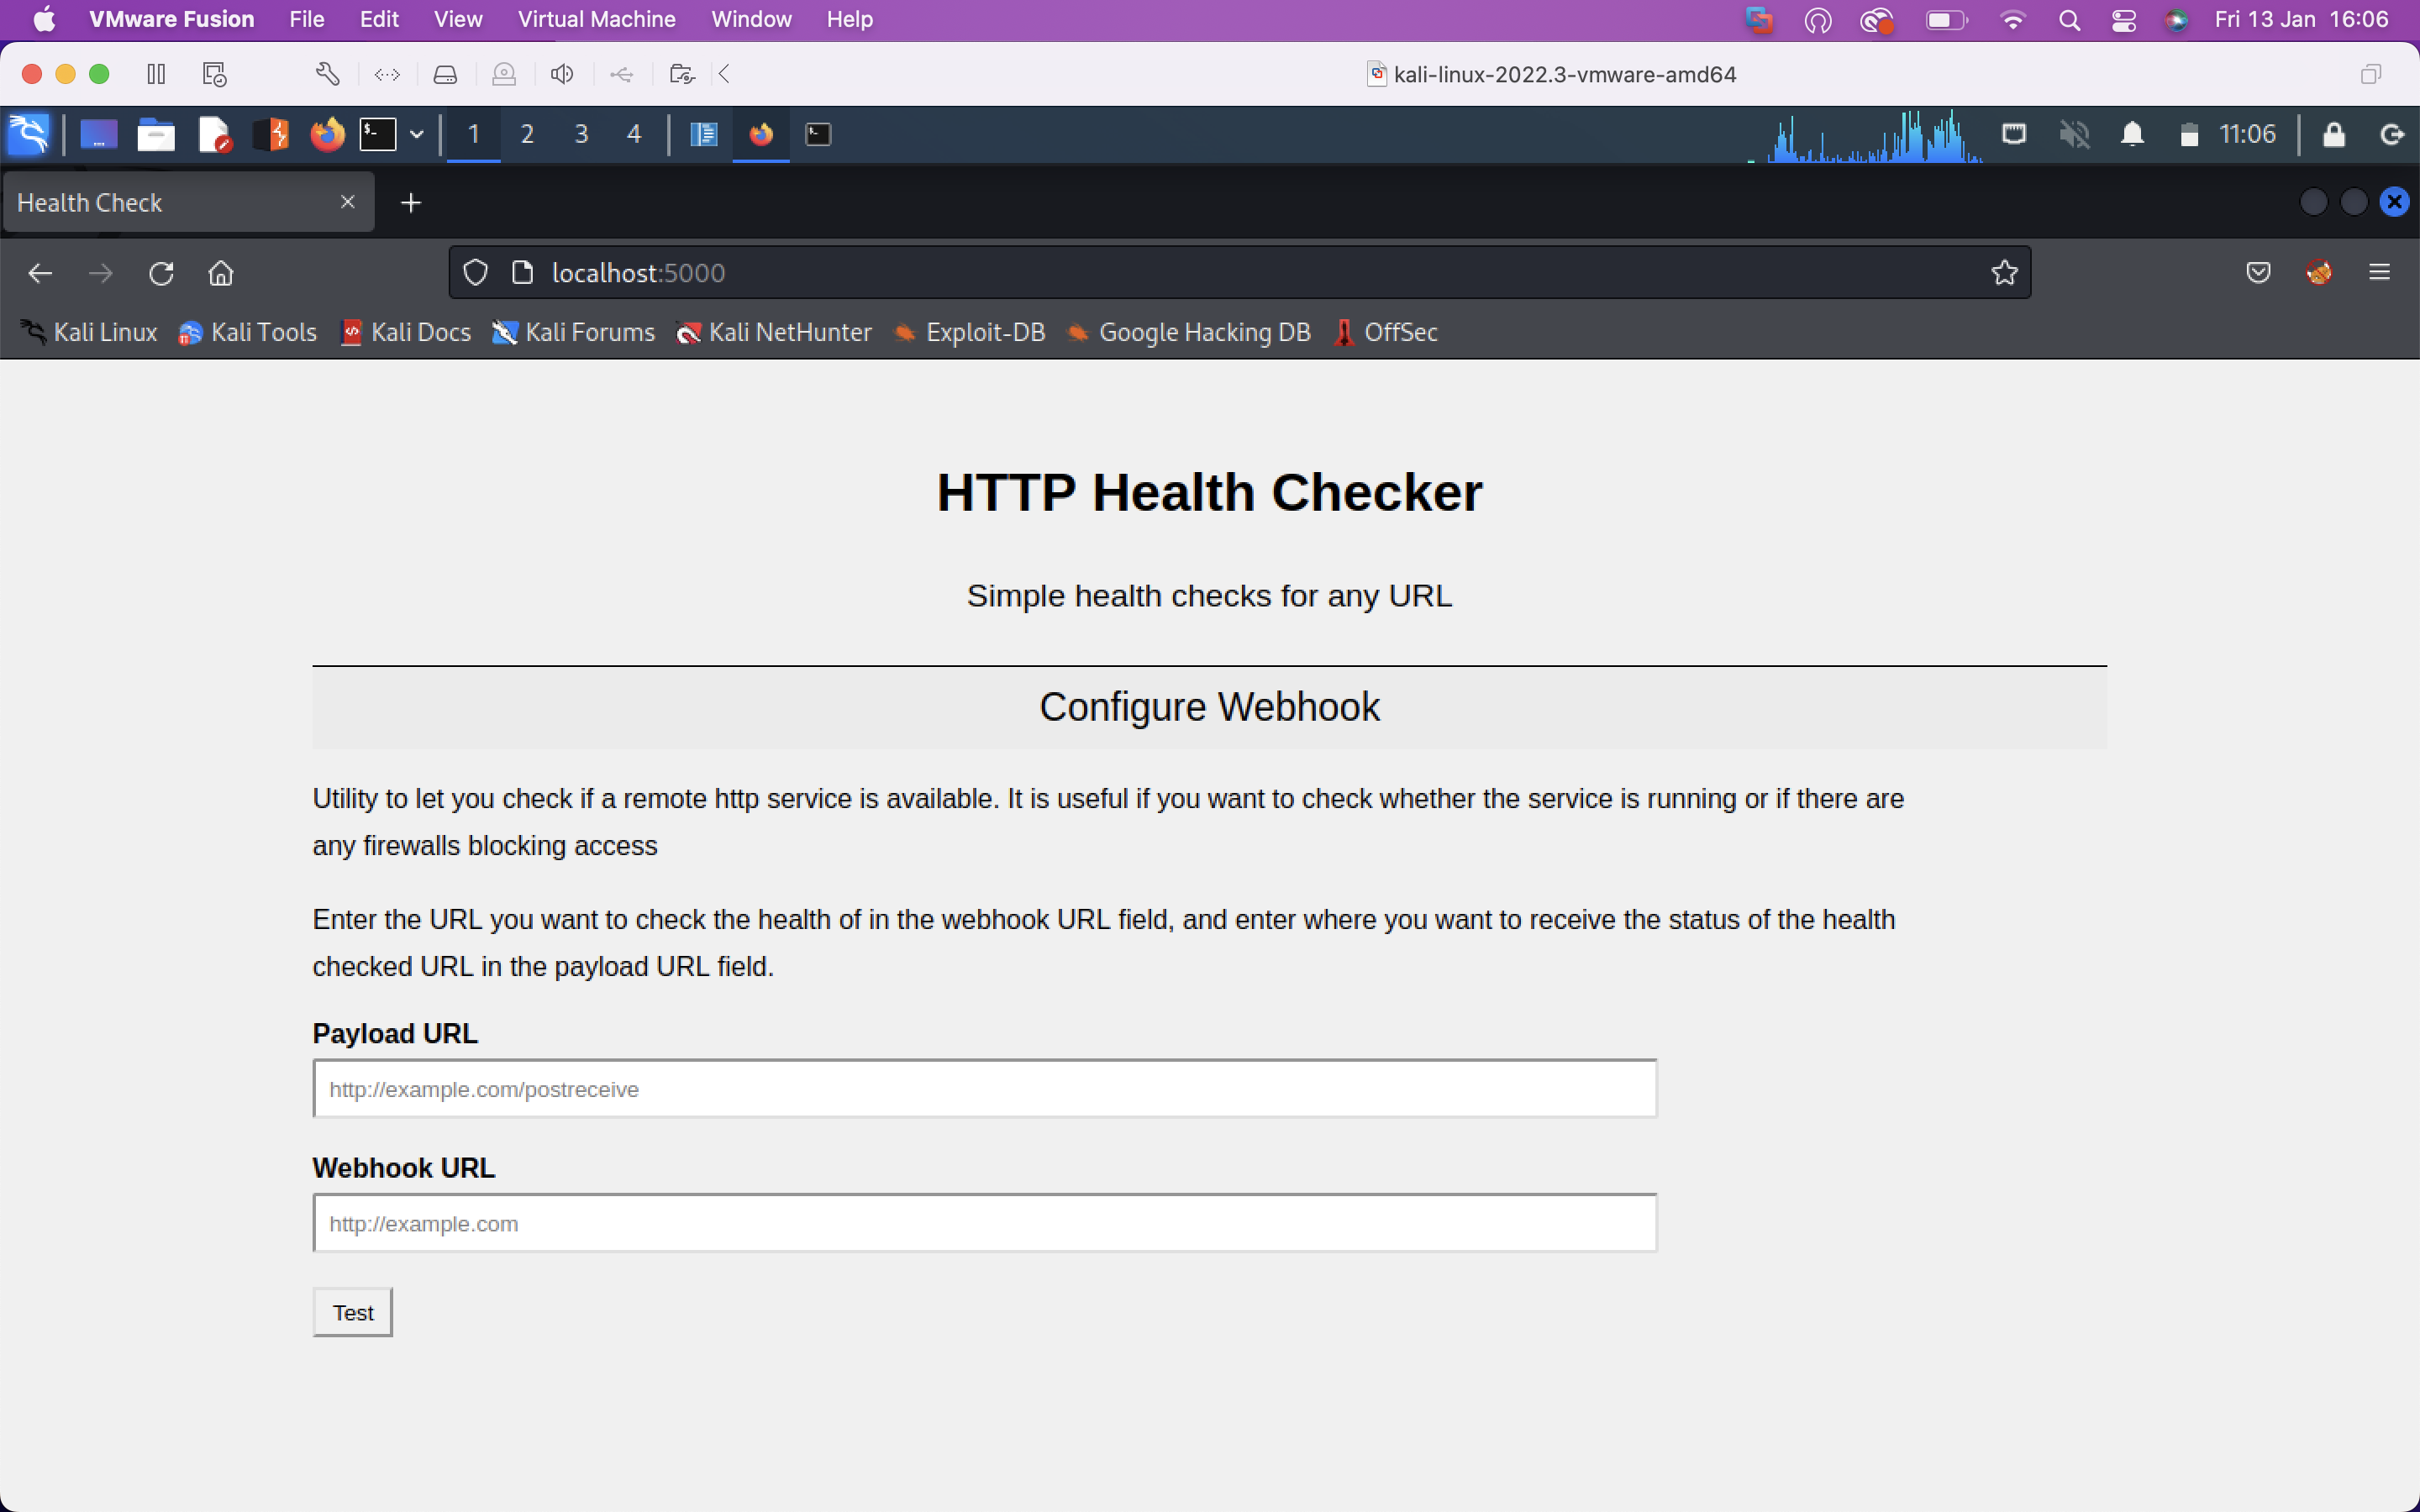 VMware Fusion File Edit View Virtual Machine Window Help Fri 13 Jan 16:06
kali-linux-2022.3-vmware-amd64
1 2 3 4 11:06
Health Check
localhost:5000
Kali Linux Kali Tools Kali Docs Kali Forums Kali NetHunter Exploit-DB Google Hacking DB OffSec
HTTP Health Checker
Simple health checks for any URL
Configure Webhook
Utility to let you check if a remote http service is available. It is useful if you want to check whether the service is running or if there are
any firewalls blocking access
Enter the URL you want to check the health of in the webhook URL field, and enter where you want to receive the status of the health
checked URL in the payload URL field.
Payload URL
http://example.com/postreceive
Webhook URL
http://example.com
Test